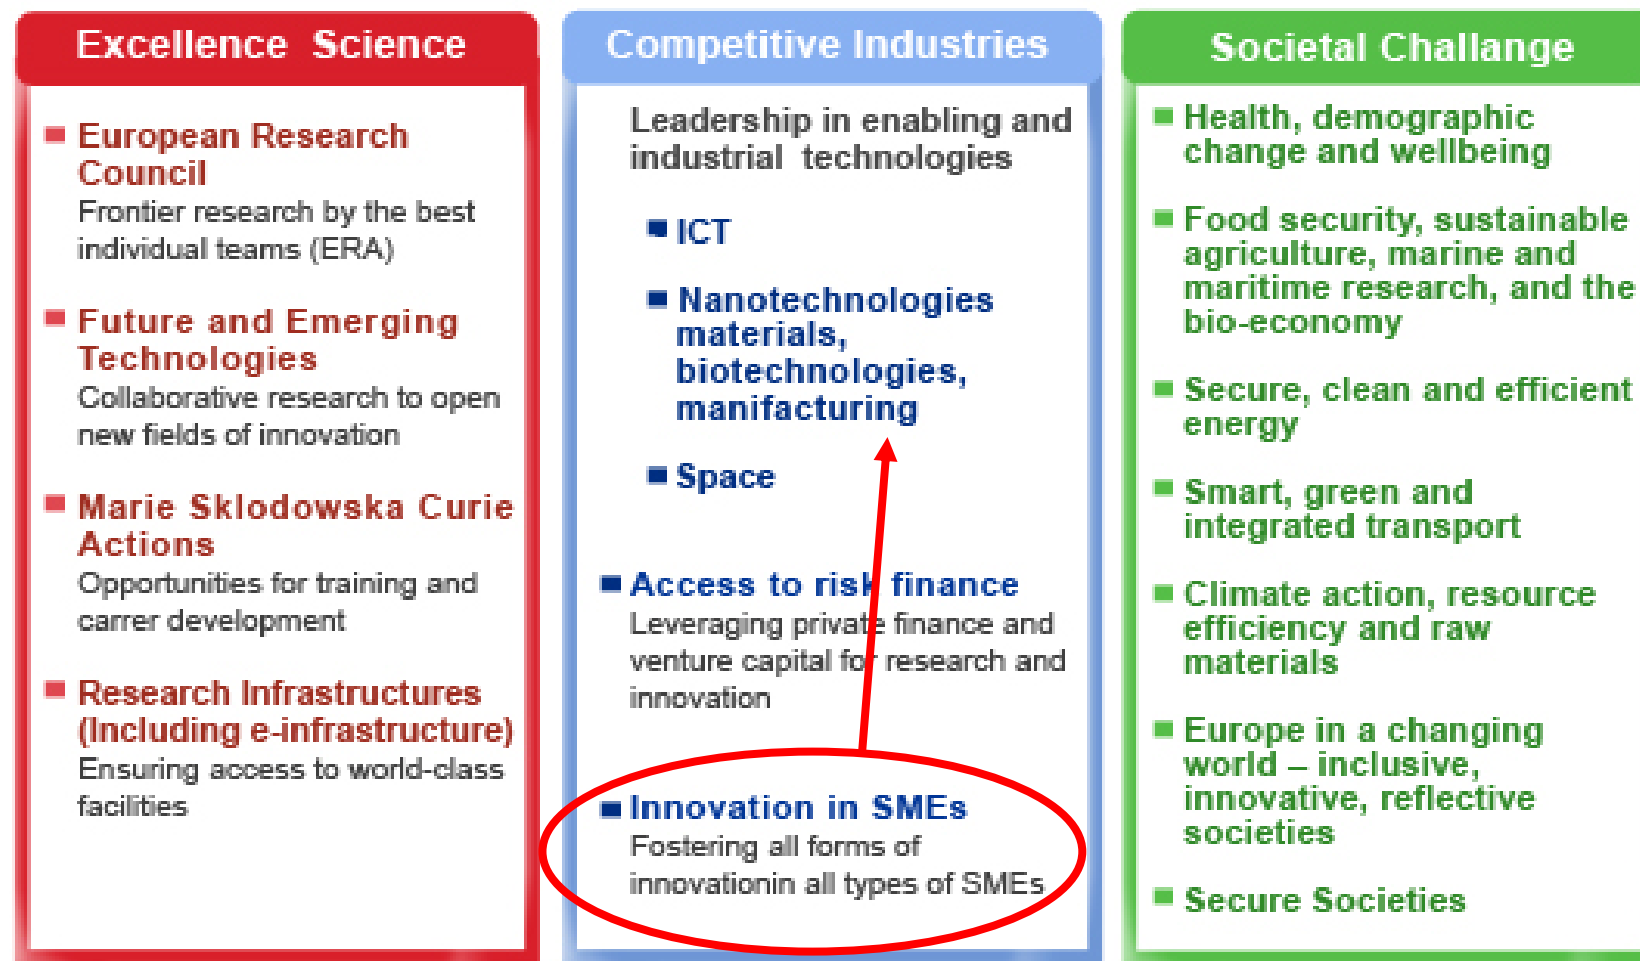 Excellence Science
European Research
Council
Frontier research by the best
individual teams (ERA)
Future and Emerging
Technologies
Collaborative research to open
new fields of innovation
Marie Sklodowska Curie
Actions
Opportunities for training and
carrer development
Research Infrastructures
(Including e-infrastructure)
Ensuring access to world-class
facilities
Competitive Industries
Leadership in enabling and
industrial technologies
ICT
Nanotechnologies
materials,
biotechnologies,
manifacturing
Space
Access to risk finance
Leveraging private finance and
venture capital for research and
innovation
Innovation in SMEs
Fostering all forms of
innovationin all types of SMEs
Societal Challange
Health, demographic
change and wellbeing
Food security, sustainable
agriculture, marine and
maritime research, and the
bio-economy
Secure, clean and efficient
energy
Smart, green and
integrated transport
Climate action, resource
efficiency and raw
materials
Europe in a changing
world – inclusive,
innovative, reflective
societies
Secure Societies